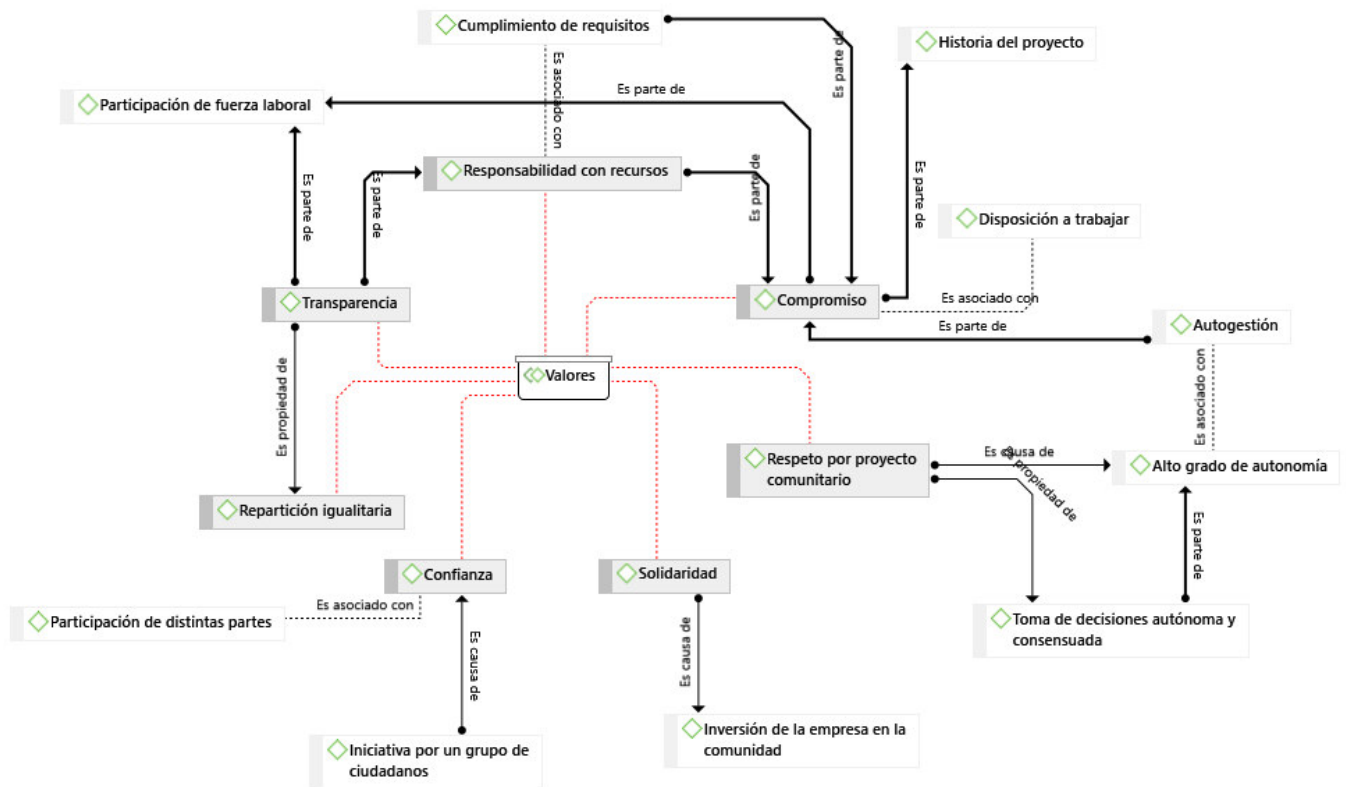 Cumplimiento de requisitos
Historia del proyecto
Es parte de
Es asociado con
Es parte de
Participación de fuerza laboral
Responsabilidad con recursos
Es parte de
Es parte de
Es parte de
Es parte de
Disposición a trabajar
Transparencia
Compromiso
Es asociado con
Es parte de
Autogestión
Es propiedad de
Valores
Es asociado con
Respeto por proyecto
comunitario
Es causa de
Es propiedad de
Alto grado de autonomía
Repartición igualitaria
Es parte de
Confianza
Solidaridad
Es asociado con
Participación de distintas partes
Toma de decisiones autónoma y
consensuada
Es causa de
Es causa de
Iniciativa por un grupo de
ciudadanos
Inversión de la empresa en la
comunidad